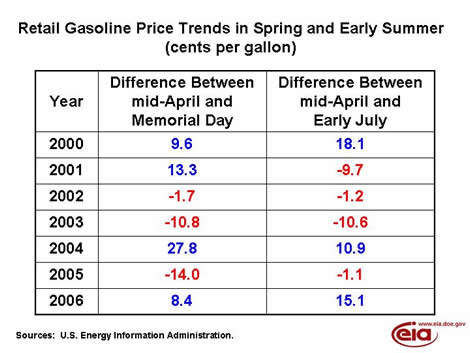 Retail Gasoline Price Trends in Spring and Early Summer
(cents per gallon)
Year
Difference Between
mid-April and
Memorial Day
Difference Between
mid-April and
Early July
2000 9.6 18.1
2001 13.3 -9.7
2002 -1.7 -1.2
2003 -10.8 -10.6
2004 27.8 10.9
2005 -14.0 -1.1
2006 8.4 15.1
Sources: U.S. Energy Information Administration.
eia
www.eia.doe.gov